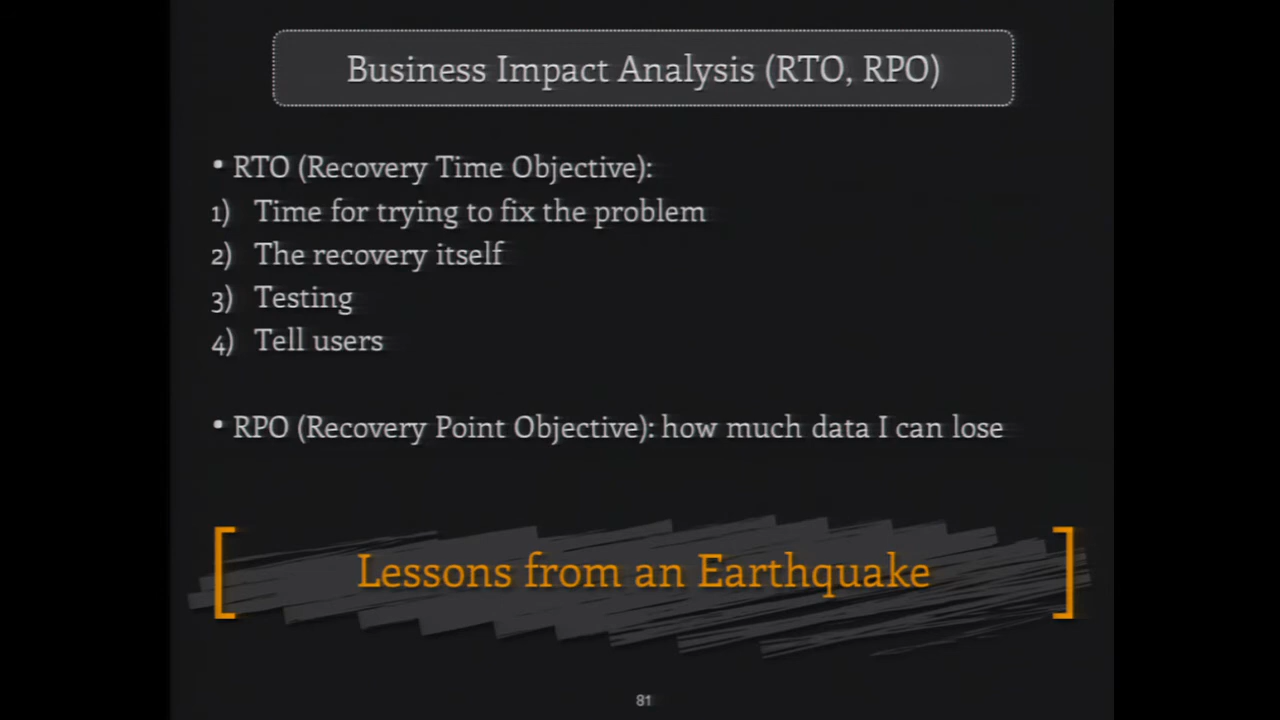 Business Impact Analysis (RTO, RPO)
• RTO (Recovery Time Objective):
1) Time for trying to fix the problem
2) The recovery itself
3) Testing
4) Tell users
• RPO (Recovery Point Objective): how much data I can lose
[ Lessons from an Earthquake ]
81